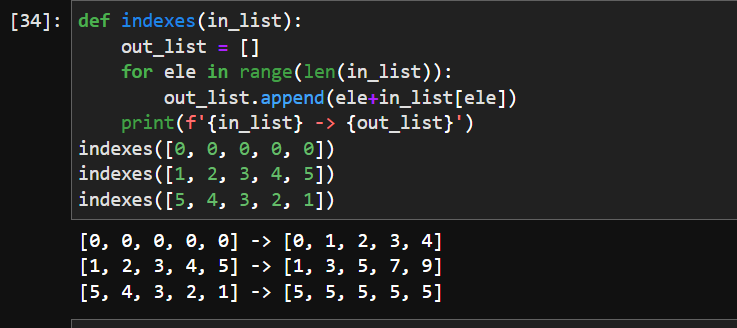 [34]: def indexes(in_list):
    out_list = []
    for ele in range(len(in_list)):
        out_list.append(ele+in_list[ele])
    print(f'{in_list} -> {out_list}')
indexes([0, 0, 0, 0, 0])
indexes([1, 2, 3, 4, 5])
indexes([5, 4, 3, 2, 1])
[0, 0, 0, 0, 0] -> [0, 1, 2, 3, 4]
[1, 2, 3, 4, 5] -> [1, 3, 5, 7, 9]
[5, 4, 3, 2, 1] -> [5, 5, 5, 5, 5]